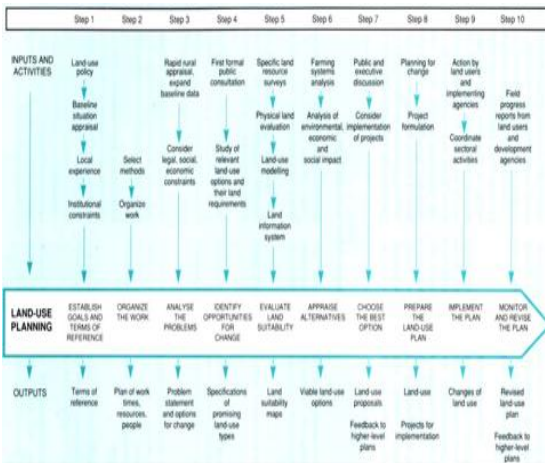 Step 1 Step 2 Step 3 Step 4 Step 5 Step 6 Step 7 Step 8 Step 9 Step 10
INPUTS AND
ACTIVITIES
Land-use
policy
Baseline
situation
appraisal
Local
experience
Institutional
constraints
Select
methods
Organize
work
Rapid rural
appraisal,
expand
baseline data
Consider
legal, social,
economic
constraints
First formal
public
consultation
Study of
relevant
land-use
options and
their land
requirements
Specific land
resource
surveys
Physical land
evaluation
Land-use
modelling
Land
information
system
Farming
systems
analysis
Analysis of
environmental,
economic
and
social impact
Public and
executive
discussion
Consider
implementation
of projects
Planning for
change
Project
formulation
Action by
land users and
implementing
agencies
Coordinate
sectoral
activities
Field
progress
reports from
land users
and
development
agencies
LAND-USE
PLANNING
ESTABLISH
GOALS AND
TERMS OF
REFERENCE
ORGANIZE
THE WORK
ANALYSE
THE
PROBLEMS
IDENTIFY
OPPORTUNITIES
FOR
CHANGE
EVALUATE
LAND
SUITABILITY
APPRAISE
ALTERNATIVES
CHOOSE
THE BEST
OPTION
PREPARE
THE
LAND-USE
PLAN
IMPLEMENT
THE PLAN
MONITOR
AND REVISE
THE PLAN
OUTPUTS
Terms of
reference
Plan of work
times,
resources,
people
Problem
statement
and options
for change
Specifications
of
promising
land-use
types
Land
suitability
maps
Viable land-use
options
Land-use
proposals
Feedback to
higher-level
plans
Land-use
Projects for
implementation
Changes of
land use
Revised
land-use
plan
Feedback to
higher-level
plans